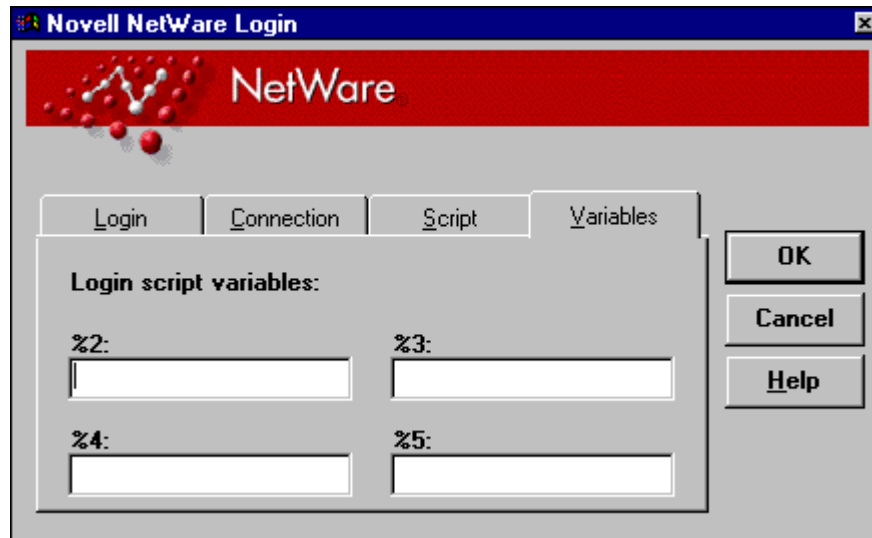 Novell NetWare Login
NetWare®
Login Connection Script Variables
Login script variables:
%2: %3:
%4: %5:
OK
Cancel
Help